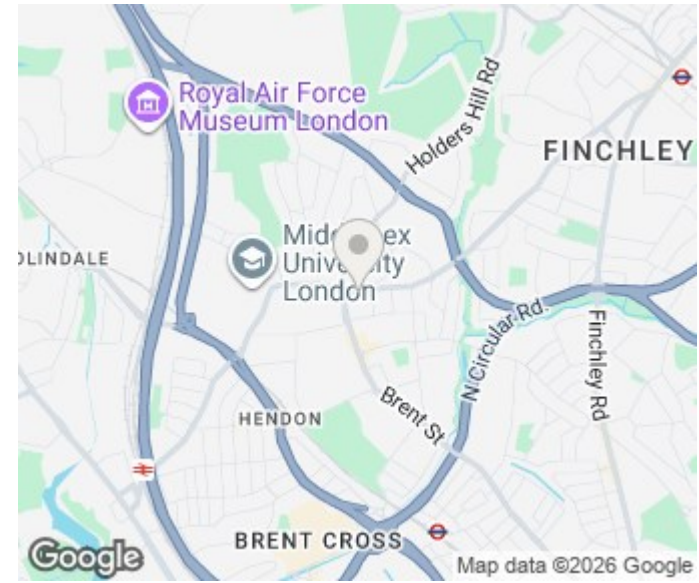 Royal Air Force
Museum London
Holders Hill Rd
FINCHLEY
OLINDALE
University
London
N Circular Rd.
Finchley Rd
HENDON
Brent St
BRENT CROSS
Google
Map data ©2026 Google